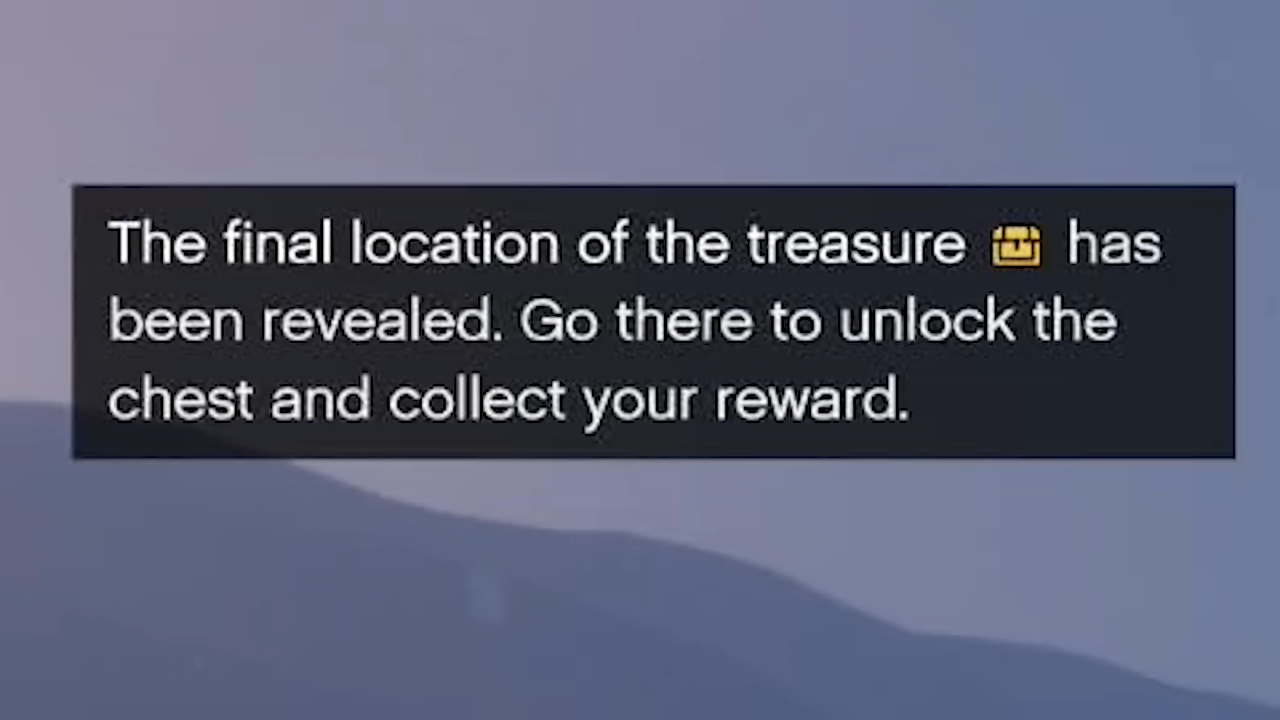 The final location of the treasure has
been revealed. Go there to unlock the
chest and collect your reward.